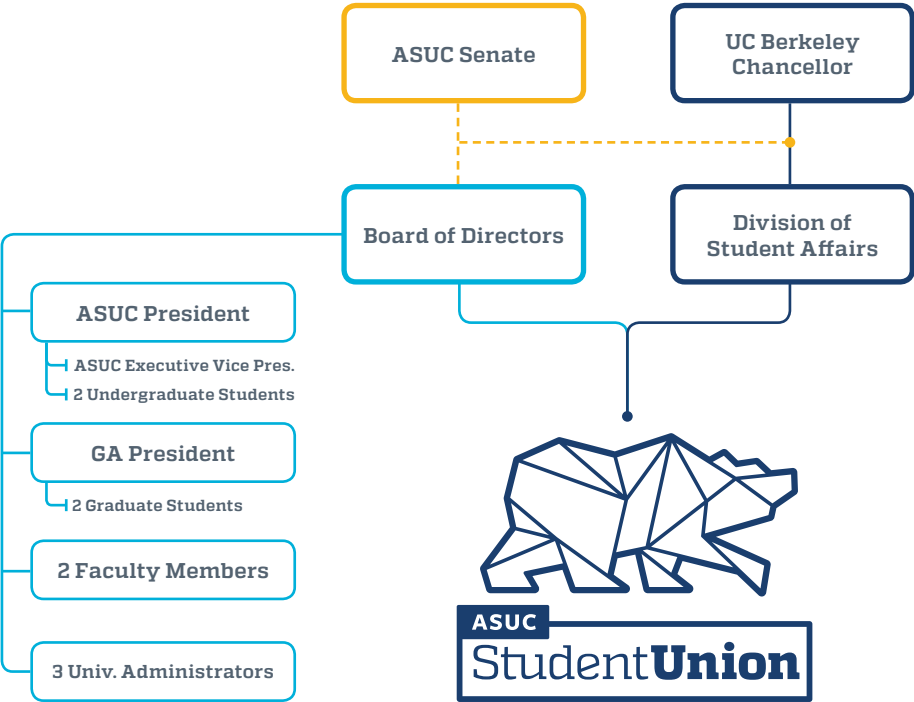 ASUC Senate
UC Berkeley
Chancellor
Board of Directors
Division of
Student Affairs
ASUC President
ASUC Executive Vice Pres.
2 Undergraduate Students
GA President
2 Graduate Students
2 Faculty Members
3 Univ. Administrators
ASUC
StudentUnion